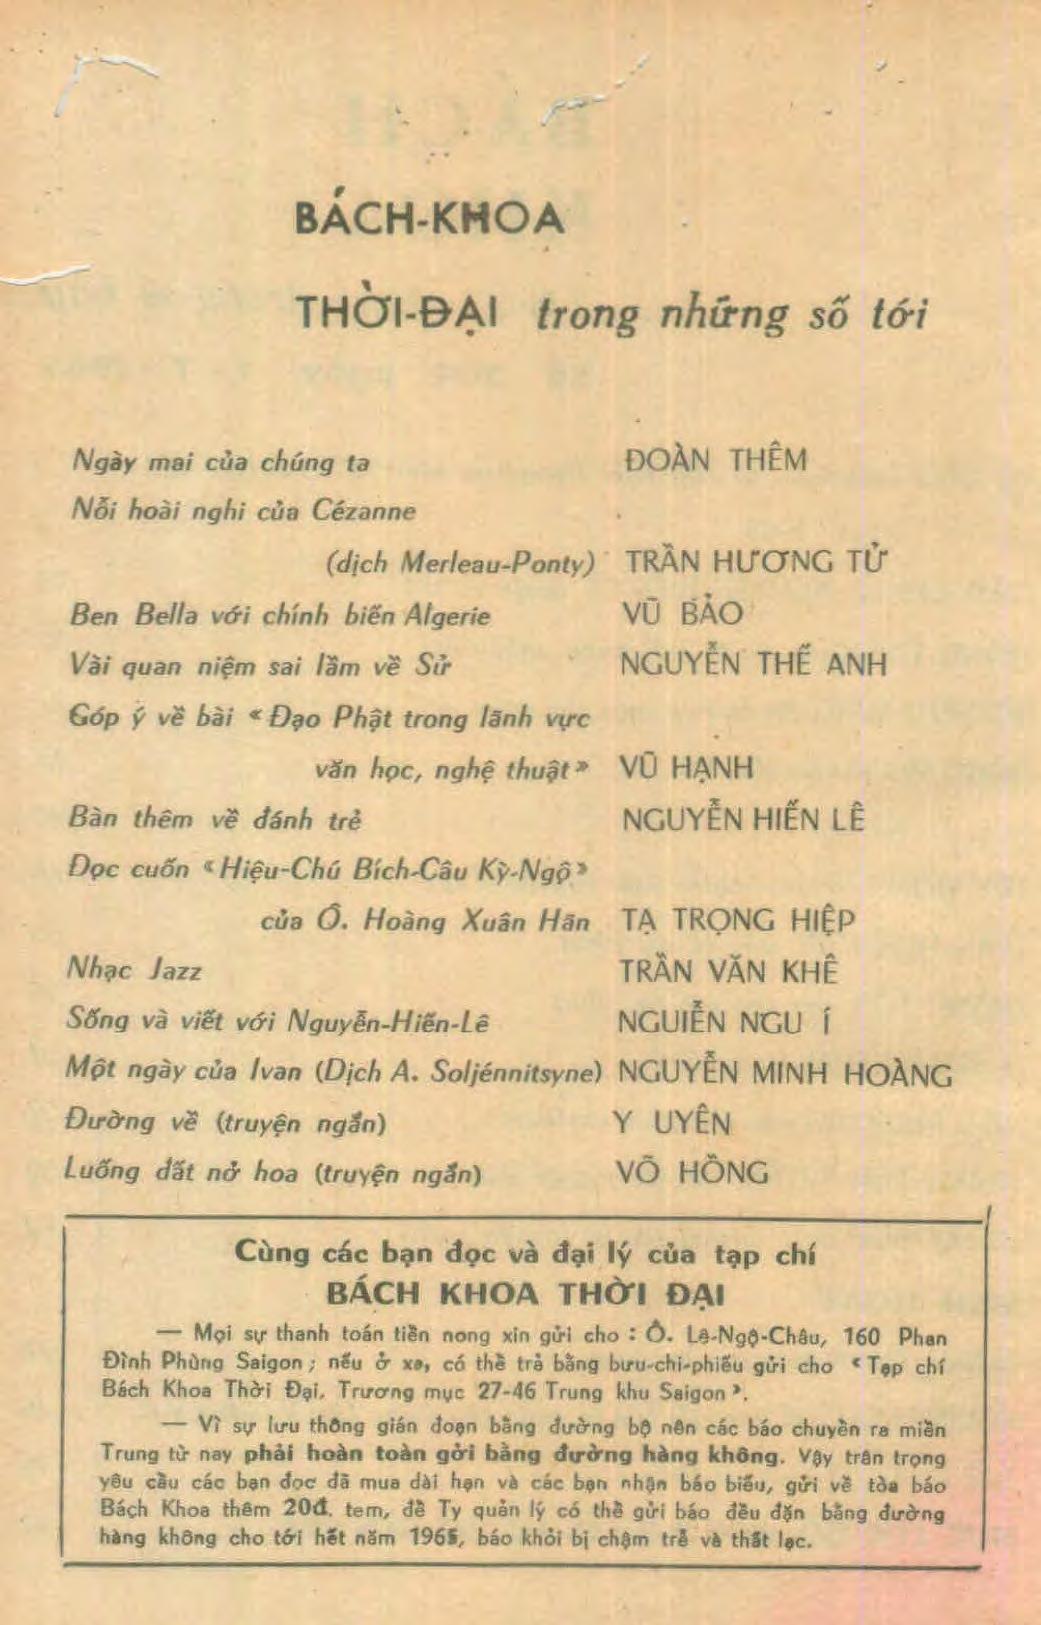 BÁCH-KHOA
THỜI-ĐẠI trong những số tới
Ngày mai của chúng ta ĐOÀN THÊM
Nỗi hoài nghi của Cézanne
(dịch Merleau-Ponty) TRẦN HƯƠNG TỬ
Ben Bella với chính biến Algerie VŨ BẢO
Vài quan niệm sai lầm về Sử NGUYỄN THẾ ANH
Góp ý về bài «Đạo Phật trong lãnh vực
văn học, nghệ thuật» VŨ HẠNH
Bàn thêm về đánh trẻ NGUYỄN HIẾN LÊ
Đọc cuốn «Hiệu-Chú Bích-Câu Kỳ-Ngộ»
của Ô. Hoàng Xuân Hãn TẠ TRỌNG HIỆP
Nhạc Jazz TRẦN VĂN KHÊ
Sống và viết với Nguyễn-Hiến-Lê NGUIỄN NGU Í
Một ngày của Ivan (Dịch A. Soljénnitsyne) NGUYỄN MINH HOÀNG
Đường về (truyện ngắn) Y UYÊN
Luống đất nở hoa (truyện ngắn) VÕ HỒNG
Cùng các bạn đọc và đại lý của tạp chí
BÁCH KHOA THỜI ĐẠI
— Mọi sự thanh toán tiền nong xin gửi cho : Ô. Lê-Ngộ-Châu, 160 Phan
Đình Phùng Saigon ; nếu ở xa, có thể trả bằng bưu-chi-phiếu gửi cho «Tạp chí
Bách Khoa Thời Đại, Trương mục 27-46 Trung khu Saigon».
— Vì sự lưu thông gián đoạn bằng đường bộ nên các báo chuyển ra miền
Trung từ nay phải hoàn toàn gởi bằng đường hàng không. Vậy trân trọng
yêu cầu các bạn đọc đã mua dài hạn và các bạn nhận báo biếu, gửi về tòa báo
Bách Khoa thêm 20đ. tem, để Ty quản lý có thể gửi báo đều đặn bằng đường
hàng không cho tới hết năm 1965, báo khỏi bị chậm trễ và thất lạc.